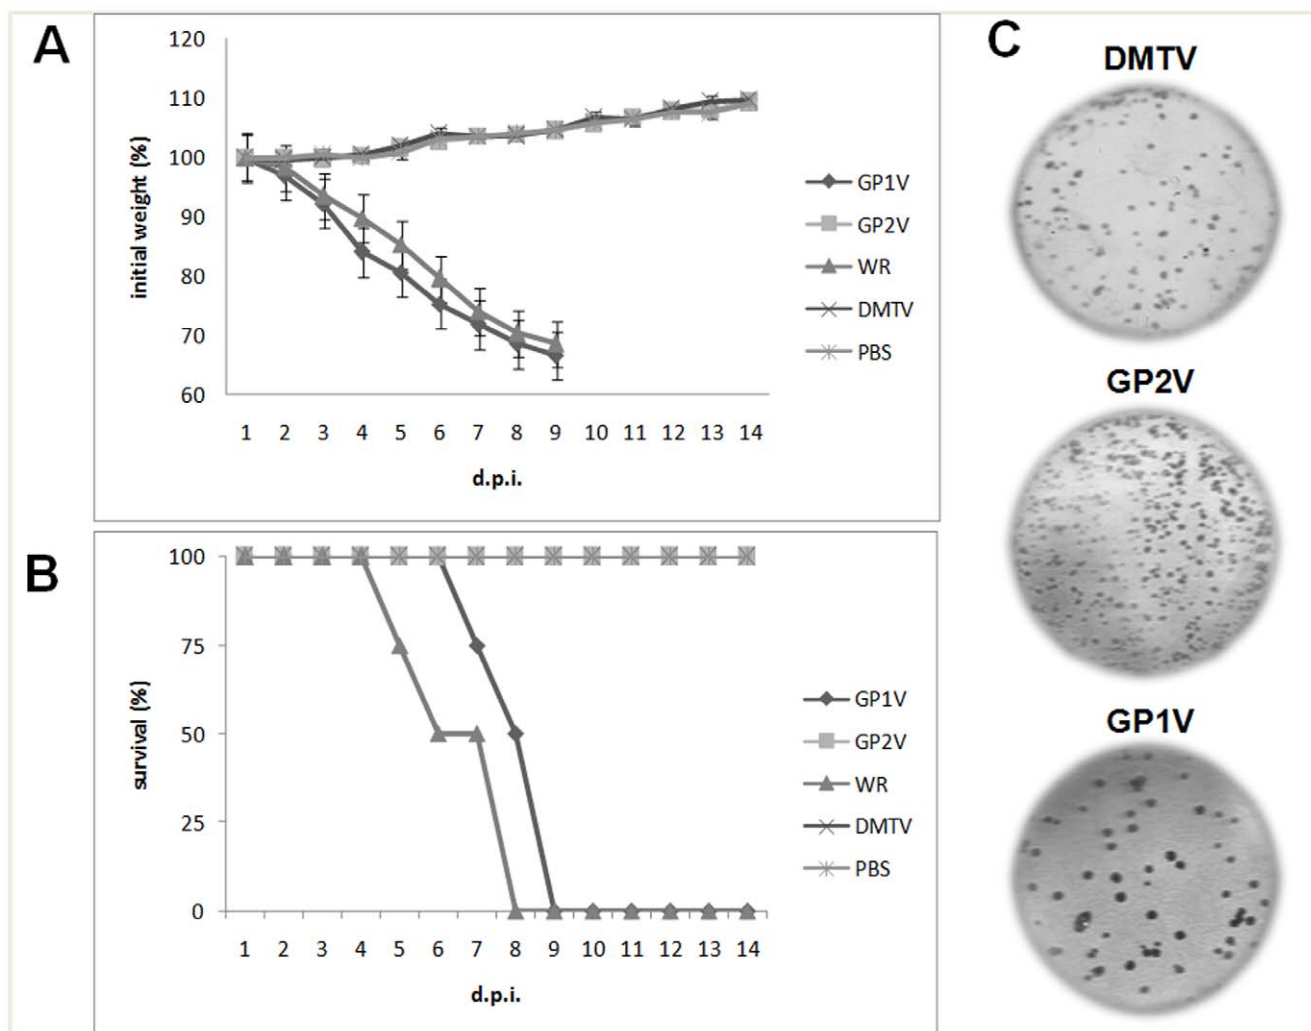 A
120
110
100
90
80
70
60
initial weight (%)
1 2 3 4 5 6 7 8 9 10 11 12 13 14
d.p.i.
GP1V
GP2V
WR
DMTV
PBS
B
100
75
50
25
0
survival (%)
1 2 3 4 5 6 7 8 9 10 11 12 13 14
d.p.i.
GP1V
GP2V
WR
DMTV
PBS
C
DMTV
GP2V
GP1V